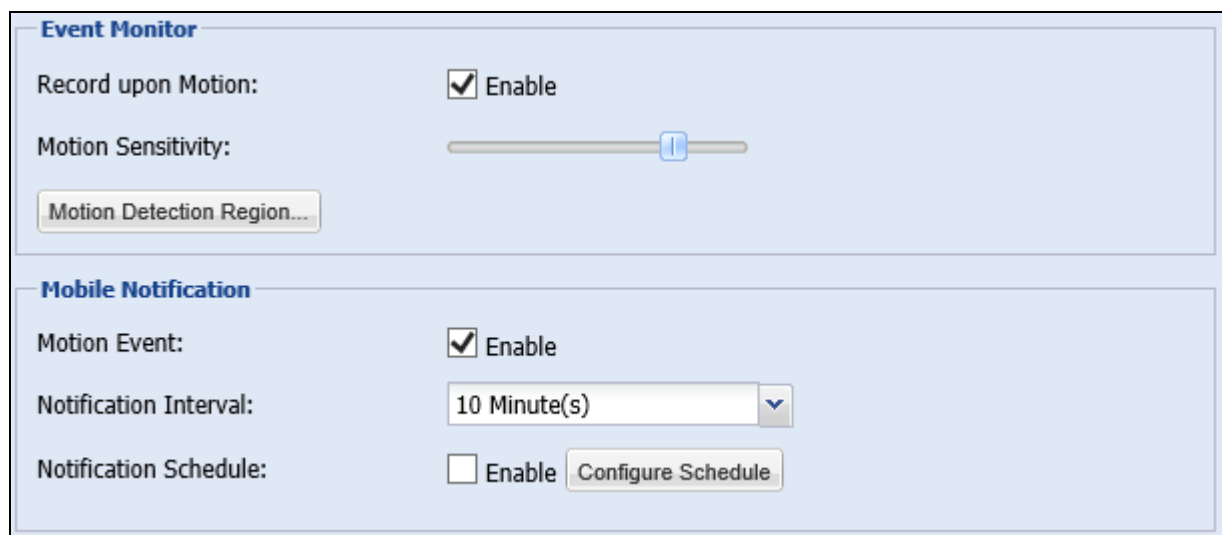 Event Monitor
Record upon Motion: Enable
Motion Sensitivity:
Motion Detection Region...
Mobile Notification
Motion Event: Enable
Notification Interval: 10 Minute(s)
Notification Schedule: Enable Configure Schedule